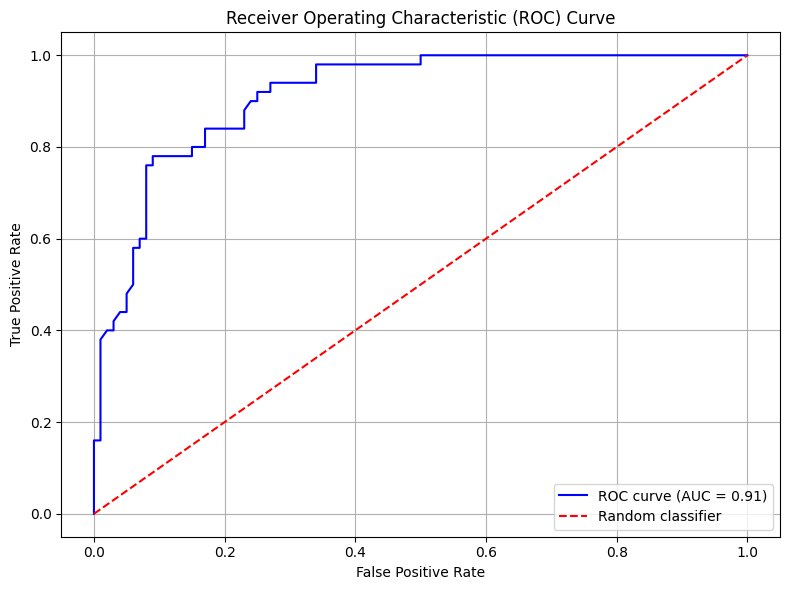 Receiver Operating Characteristic (ROC) Curve
1.0
0.8
0.6
0.4
0.2
0.0
True Positive Rate
0.0 0.2 0.4 0.6 0.8 1.0
False Positive Rate
ROC curve (AUC = 0.91)
Random classifier